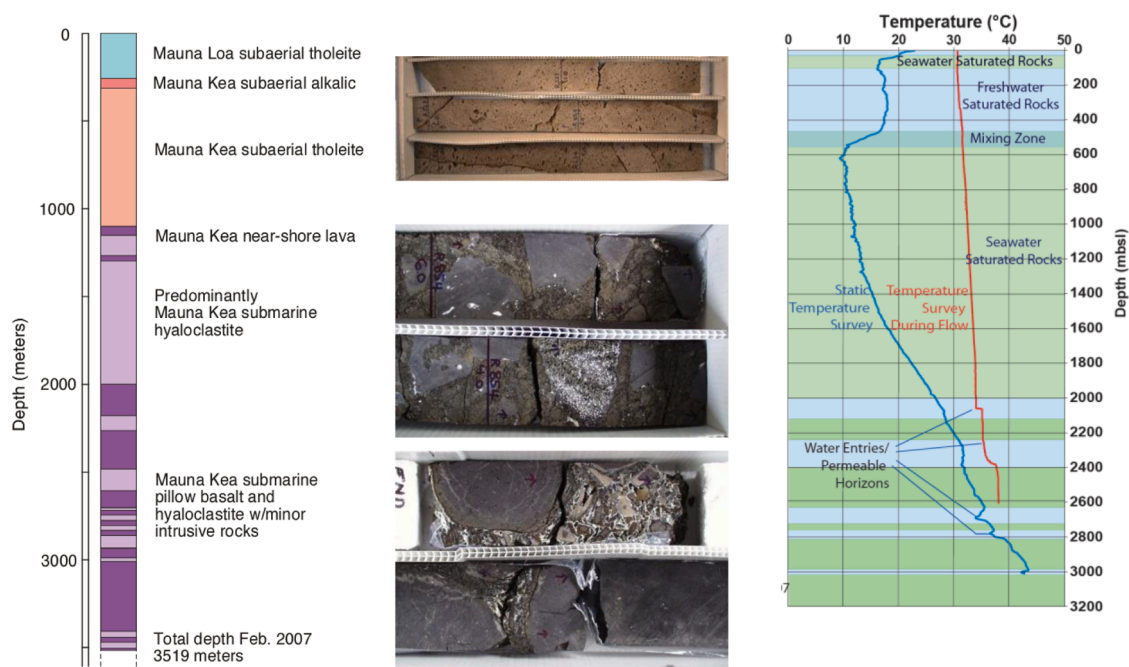 0
1000
2000
3000
Depth (meters)
Mauna Loa subaerial tholeite
Mauna Kea subaerial alkalic
Mauna Kea subaerial tholeite
Mauna Kea near-shore lava
Predominantly
Mauna Kea submarine
hyaloclastite
Mauna Kea submarine
pillow basalt and
hyaloclastite w/minor
intrusive rocks
Total depth Feb. 2007
3519 meters
R854
R854
END
Temperature (°C)
0 10 20 30 40 50
Seawater Saturated Rocks
Freshwater
Saturated Rocks
Mixing Zone
Seawater
Saturated Rocks
Static
Temperature
Survey
Temperature
Survey
During Flow
Water Entries/
Permeable
Horizons
0
200
400
600
800
1000
1200
1400
1600
1800
2000
2200
2400
2600
2800
3000
3200
Depth (mbsl)